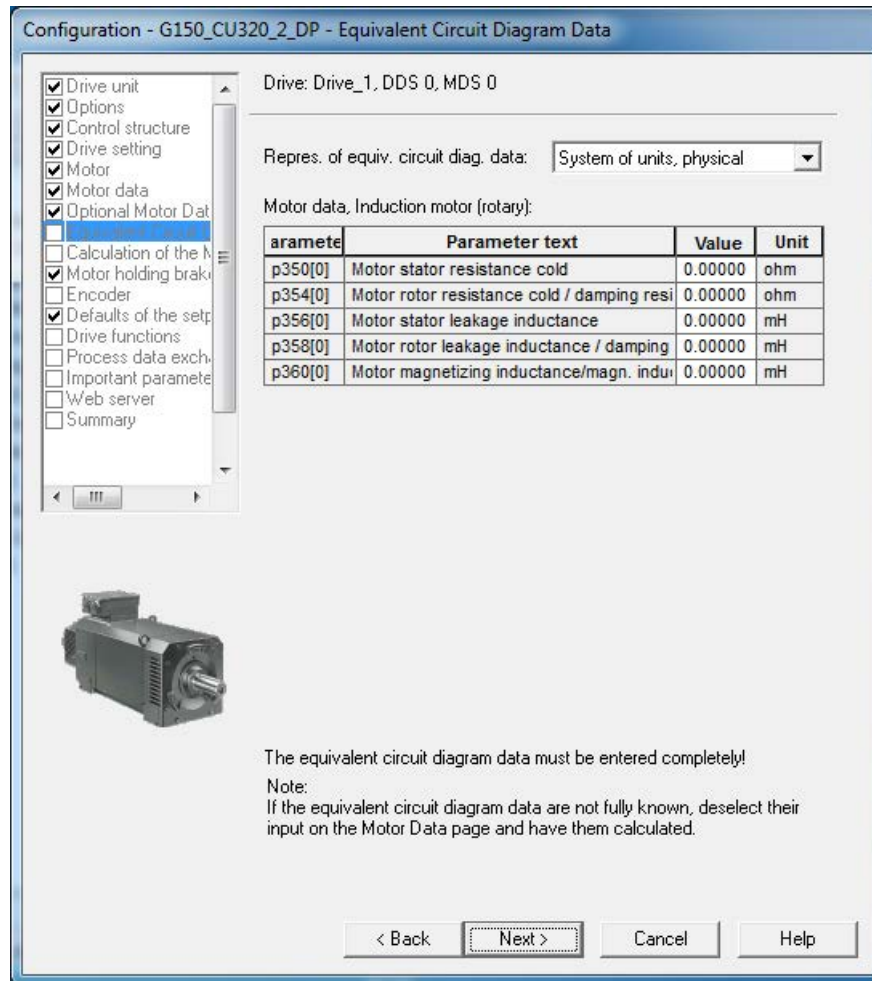 Configuration - G150_CU320_2_DP - Equivalent Circuit Diagram Data
Drive unit
Options
Control structure
Drive setting
Motor
Motor data
Optional Motor Dat
Calculation of the M
Motor holding brak
Encoder
Defaults of the setp
Drive functions
Process data exch
Important paramete
Web server
Summary
Drive: Drive_1, DDS 0, MDS 0
Repres. of equiv. circuit diag. data: System of units, physical
Motor data, Induction motor (rotary):
aramete Parameter text Value Unit
p350[0] Motor stator resistance cold 0.00000 ohm
p354[0] Motor rotor resistance cold / damping resi 0.00000 ohm
p356[0] Motor stator leakage inductance 0.00000 mH
p358[0] Motor rotor leakage inductance / damping 0.00000 mH
p360[0] Motor magnetizing inductance/magn. indu 0.00000 mH
The equivalent circuit diagram data must be entered completely!
Note:
If the equivalent circuit diagram data are not fully known, deselect their
input on the Motor Data page and have them calculated.
< Back Next > Cancel Help